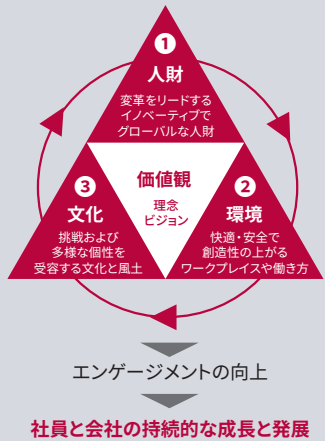 1
人財
変革をリードする
イノベーティブで
グローバルな人財
価値観
理念
ビジョン
3
文化
挑戦および
多様な個性を
受容する文化と風土
2
環境
快適・安全で
創造性の上がる
ワークプレイスや働き方
エンゲージメントの向上
社員と会社の持続的な成長と発展